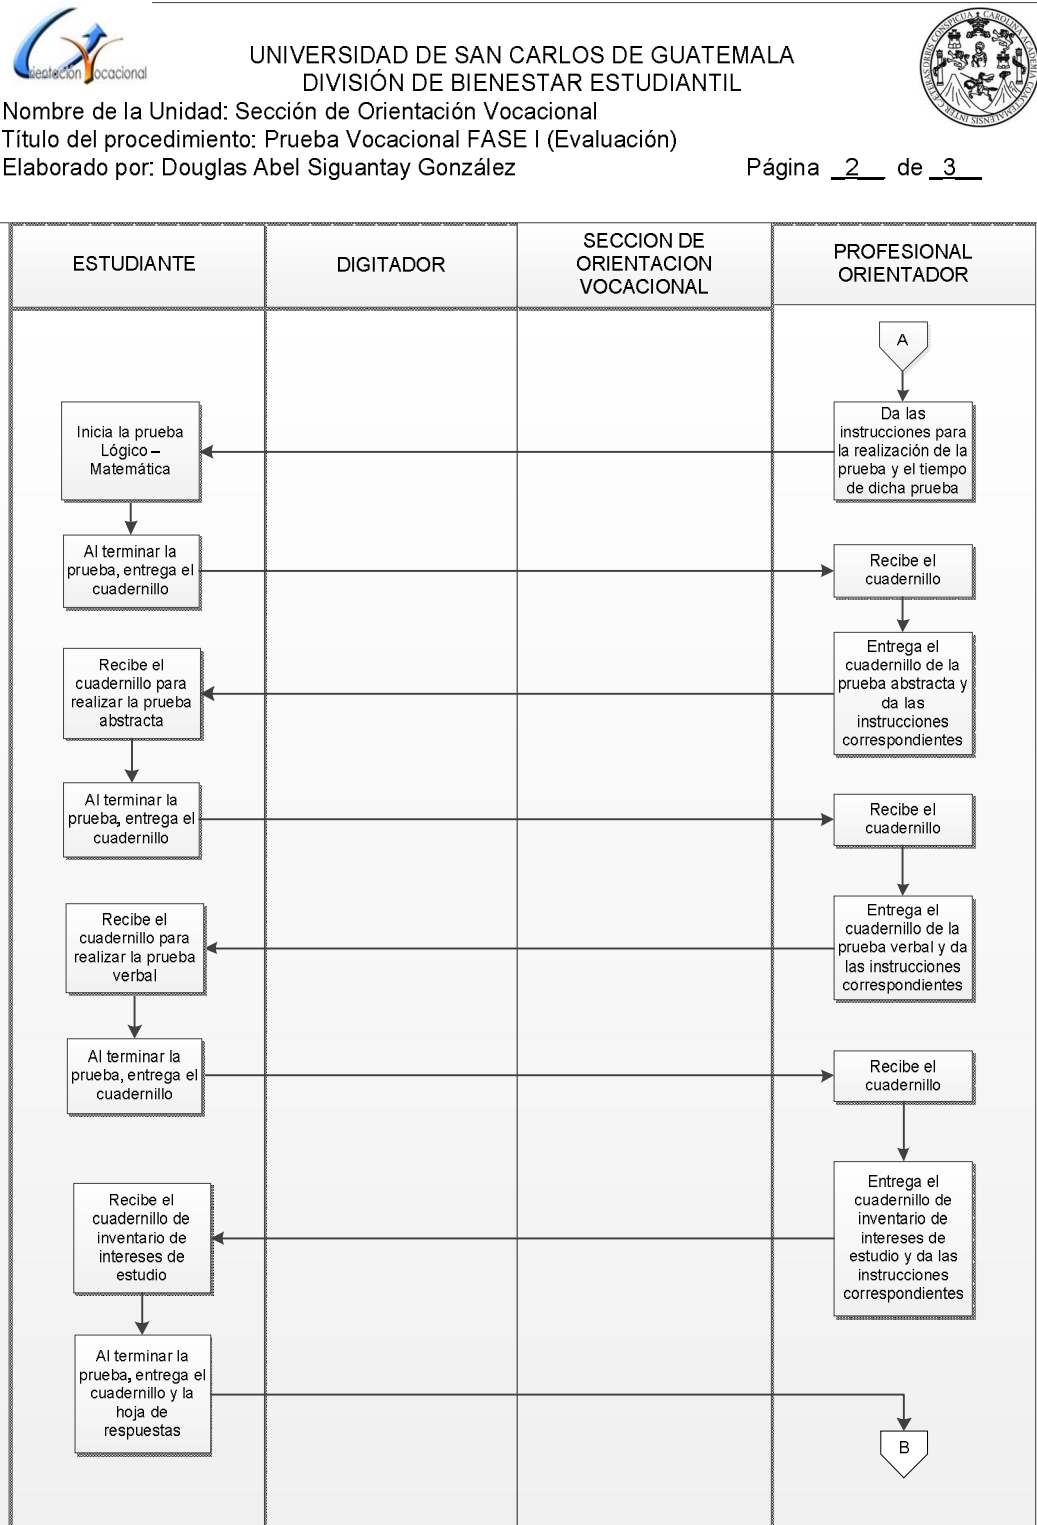 Orientación Vocacional
UNIVERSIDAD DE SAN CARLOS DE GUATEMALA
DIVISIÓN DE BIENESTAR ESTUDIANTIL
Nombre de la Unidad: Sección de Orientación Vocacional
Título del procedimiento: Prueba Vocacional FASE I (Evaluación)
Elaborado por: Douglas Abel Siguantay González
Página 2 de 3
ESTUDIANTE
DIGITADOR
SECCION DE
ORIENTACION
VOCACIONAL
PROFESIONAL
ORIENTADOR
A
Da las
instrucciones para
la realización de la
prueba y el tiempo
de dicha prueba
Inicia la prueba
Lógico –
Matemática
Al terminar la
prueba, entrega el
cuadernillo
Recibe el
cuadernillo
Entrega el
cuadernillo de la
prueba abstracta y
da las
instrucciones
correspondientes
Recibe el
cuadernillo para
realizar la prueba
abstracta
Al terminar la
prueba, entrega el
cuadernillo
Recibe el
cuadernillo
Entrega el
cuadernillo de la
prueba verbal y da
las instrucciones
correspondientes
Recibe el
cuadernillo para
realizar la prueba
verbal
Al terminar la
prueba, entrega el
cuadernillo
Recibe el
cuadernillo
Entrega el
cuadernillo de
inventario de
intereses de
estudio y da las
instrucciones
correspondientes
Recibe el
cuadernillo de
inventario de
intereses de
estudio
Al terminar la
prueba, entrega el
cuadernillo y la
hoja de
respuestas
B